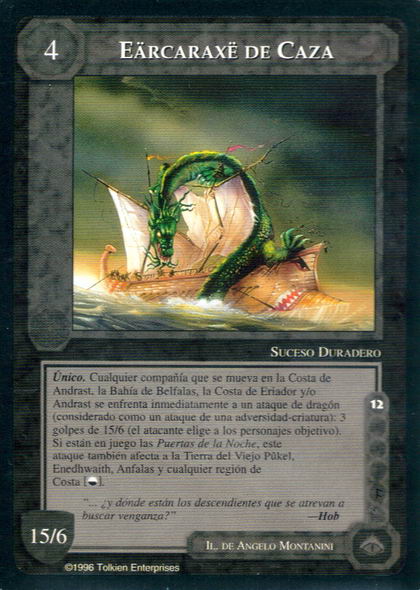 4
EÄRCARAXË DE CAZA
SUCESO DURADERO
Único. Cualquier compañía que se mueva en la Costa de
Andrast, la Bahía de Belfalas, la Costa de Eriador y/o
Andrast se enfrenta inmediatamente a un ataque de dragón
(considerado como un ataque de una adversidad-criatura): 3
golpes de 15/6 (el atacante elige a los personajes objetivo).
Si están en juego las Puertas de la Noche, este
ataque también afecta a la Tierra del Viejo Pûkel,
Enedhwaith, Anfalas y cualquier región de
Costa [ ].
12
"... ¿y dónde están los descendientes que se atrevan a
buscar venganza?"
—Hob
15/6
IL. DE ANGELO MONTANINI
©1996 Tolkien Enterprises